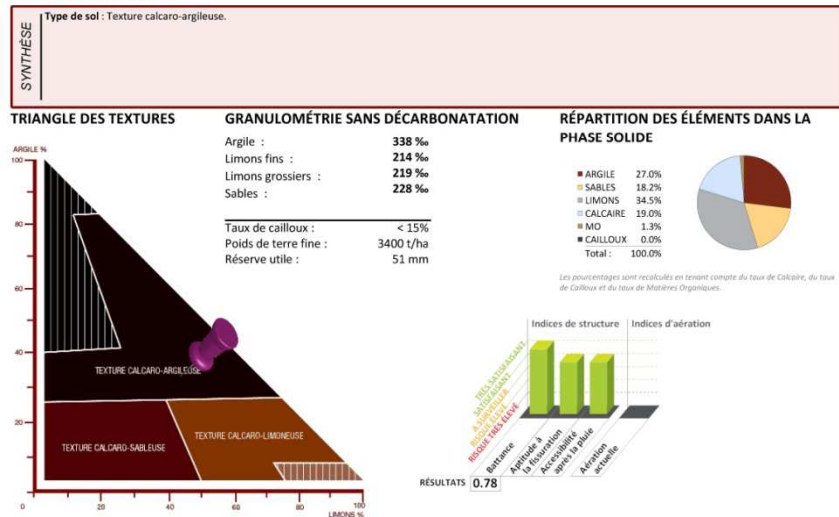 SYNTHÈSE
Type de sol : Texture calcaro-argileuse.
TRIANGLE DES TEXTURES
ARGILE %
100
80
60
40
20
0
20
40
60
80
100
LIMONS %
TEXTURE CALCARO-ARGILEUSE
TEXTURE CALCARO-SABLEUSE
TEXTURE CALCARO-LIMONEUSE
GRANULOMÉTRIE SANS DÉCARBONATATION
Argile : 338 ‰
Limons fins : 214 ‰
Limons grossiers : 219 ‰
Sables : 228 ‰
Taux de cailloux : < 15%
Poids de terre fine : 3400 t/ha
Réserve utile : 51 mm
RÉPARTITION DES ÉLÉMENTS DANS LA
PHASE SOLIDE
ARGILE 27.0%
SABLES 18.2%
LIMONS 34.5%
CALCAIRE 19.0%
MO 1.3%
CAILLOUX 0.0%
Total : 100.0%
Les pourcentages sont recalculés en tenant compte du taux de Calcaire, du taux
de Cailloux et du taux de Matières Organiques.
Indices de structure
Indices d'aération
TRÈS SATISFAISANT
SATISFAISANT
A SURVEILLER
RISQUE ÉLEVÉ
RISQUE TRES ÉLEVÉ
Battance
Aptitude à
la fissuration
Accessibilité
après la pluie
Aération
actuelle
RÉSULTATS 0.78